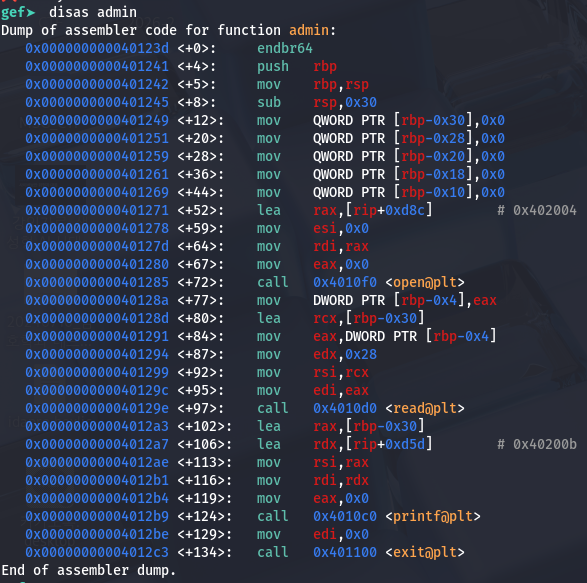 gef➤  disas admin
Dump of assembler code for function admin:
   0x000000000040123d <+0>:     endbr64
   0x0000000000401241 <+4>:     push   rbp
   0x0000000000401242 <+5>:     mov    rbp,rsp
   0x0000000000401245 <+8>:     sub    rsp,0x30
   0x0000000000401249 <+12>:    mov    QWORD PTR [rbp-0x30],0x0
   0x0000000000401251 <+20>:    mov    QWORD PTR [rbp-0x28],0x0
   0x0000000000401259 <+28>:    mov    QWORD PTR [rbp-0x20],0x0
   0x0000000000401261 <+36>:    mov    QWORD PTR [rbp-0x18],0x0
   0x0000000000401269 <+44>:    mov    QWORD PTR [rbp-0x10],0x0
   0x0000000000401271 <+52>:    lea    rax,[rip+0xd8c]        # 0x402004
   0x0000000000401278 <+59>:    mov    esi,0x0
   0x000000000040127d <+64>:    mov    rdi,rax
   0x0000000000401280 <+67>:    mov    eax,0x0
   0x0000000000401285 <+72>:    call   0x4010f0 <open@plt>
   0x000000000040128a <+77>:    mov    DWORD PTR [rbp-0x4],eax
   0x000000000040128d <+80>:    lea    rcx,[rbp-0x30]
   0x0000000000401291 <+84>:    mov    eax,DWORD PTR [rbp-0x4]
   0x0000000000401294 <+87>:    mov    edx,0x28
   0x0000000000401299 <+92>:    mov    rsi,rcx
   0x000000000040129c <+95>:    mov    edi,eax
   0x000000000040129e <+97>:    call   0x4010d0 <read@plt>
   0x00000000004012a3 <+102>:   lea    rax,[rbp-0x30]
   0x00000000004012a7 <+106>:   lea    rdx,[rip+0xd5d]        # 0x40200b
   0x00000000004012ae <+113>:   mov    rsi,rax
   0x00000000004012b1 <+116>:   mov    rdi,rdx
   0x00000000004012b4 <+119>:   mov    eax,0x0
   0x00000000004012b9 <+124>:   call   0x4010c0 <printf@plt>
   0x00000000004012be <+129>:   mov    edi,0x0
   0x00000000004012c3 <+134>:   call   0x401100 <exit@plt>
End of assembler dump.